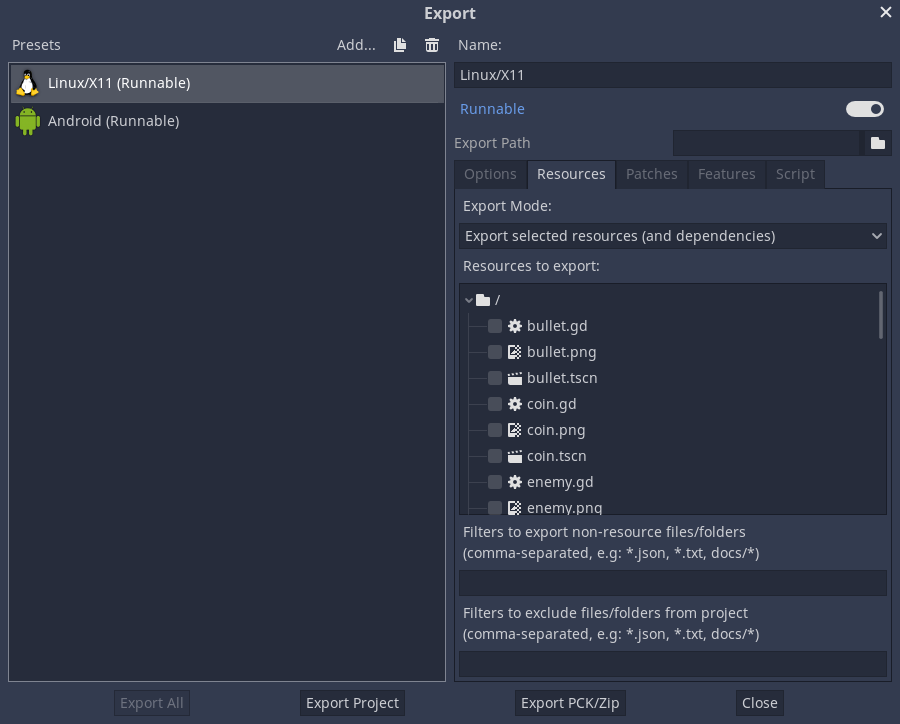 Export
Presets
Add...
Linux/X11 (Runnable)
Android (Runnable)
Name:
Linux/X11
Runnable
Export Path
Options Resources Patches Features Script
Export Mode:
Export selected resources (and dependencies)
Resources to export:
/
bullet.gd
bullet.png
bullet.tscn
coin.gd
coin.png
coin.tscn
enemy.gd
enemy.png
Filters to export non-resource files/folders
(comma-separated, e.g: *.json, *.txt, docs/*)
Filters to exclude files/folders from project
(comma-separated, e.g: *.json, *.txt, docs/*)
Export All Export Project Export PCK/Zip Close